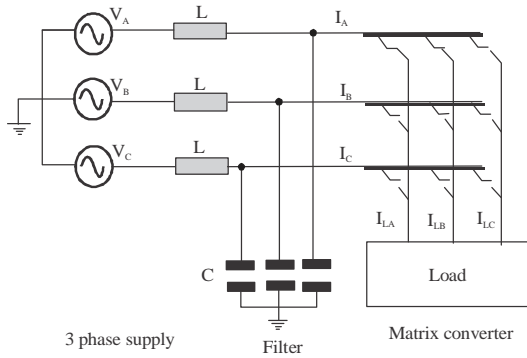 V_A L I_A
V_B L I_B
V_C L I_C
I_LA I_LB I_LC
C Load
3 phase supply Filter Matrix converter